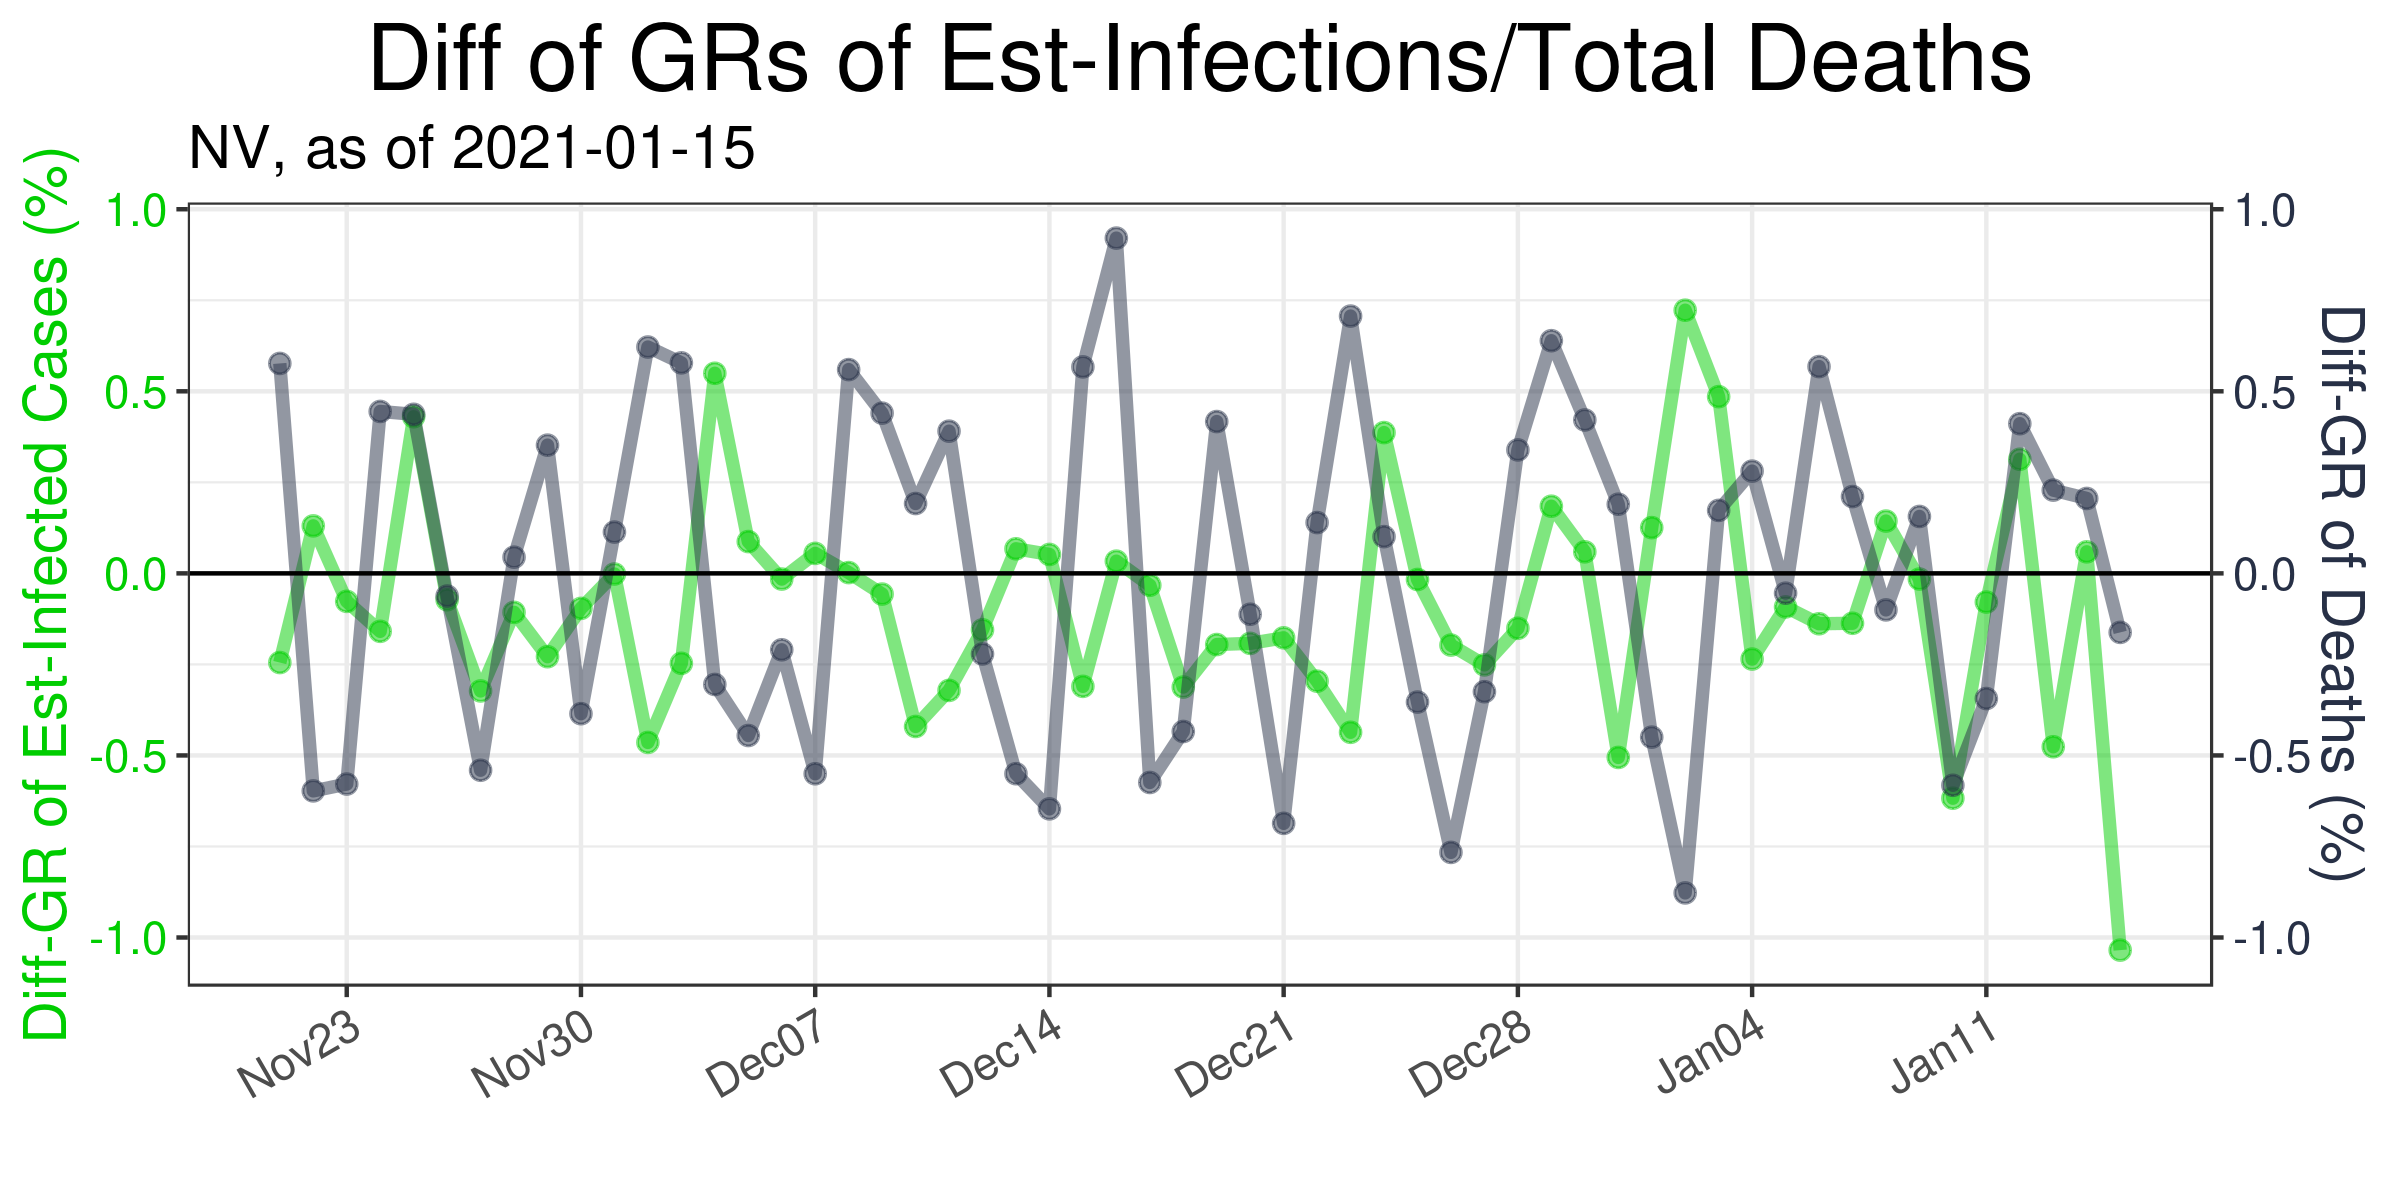 Diff of GRs of Est-Infections/Total Deaths
NV, as of 2021-01-15
Diff-GR of Est-Infected Cases (%)
1.0
0.5
0.0
-0.5
-1.0
1.0
0.5
0.0
-0.5
-1.0
Diff-GR of Deaths (%)
Nov23
Nov30
Dec07
Dec14
Dec21
Dec28
Jan04
Jan11